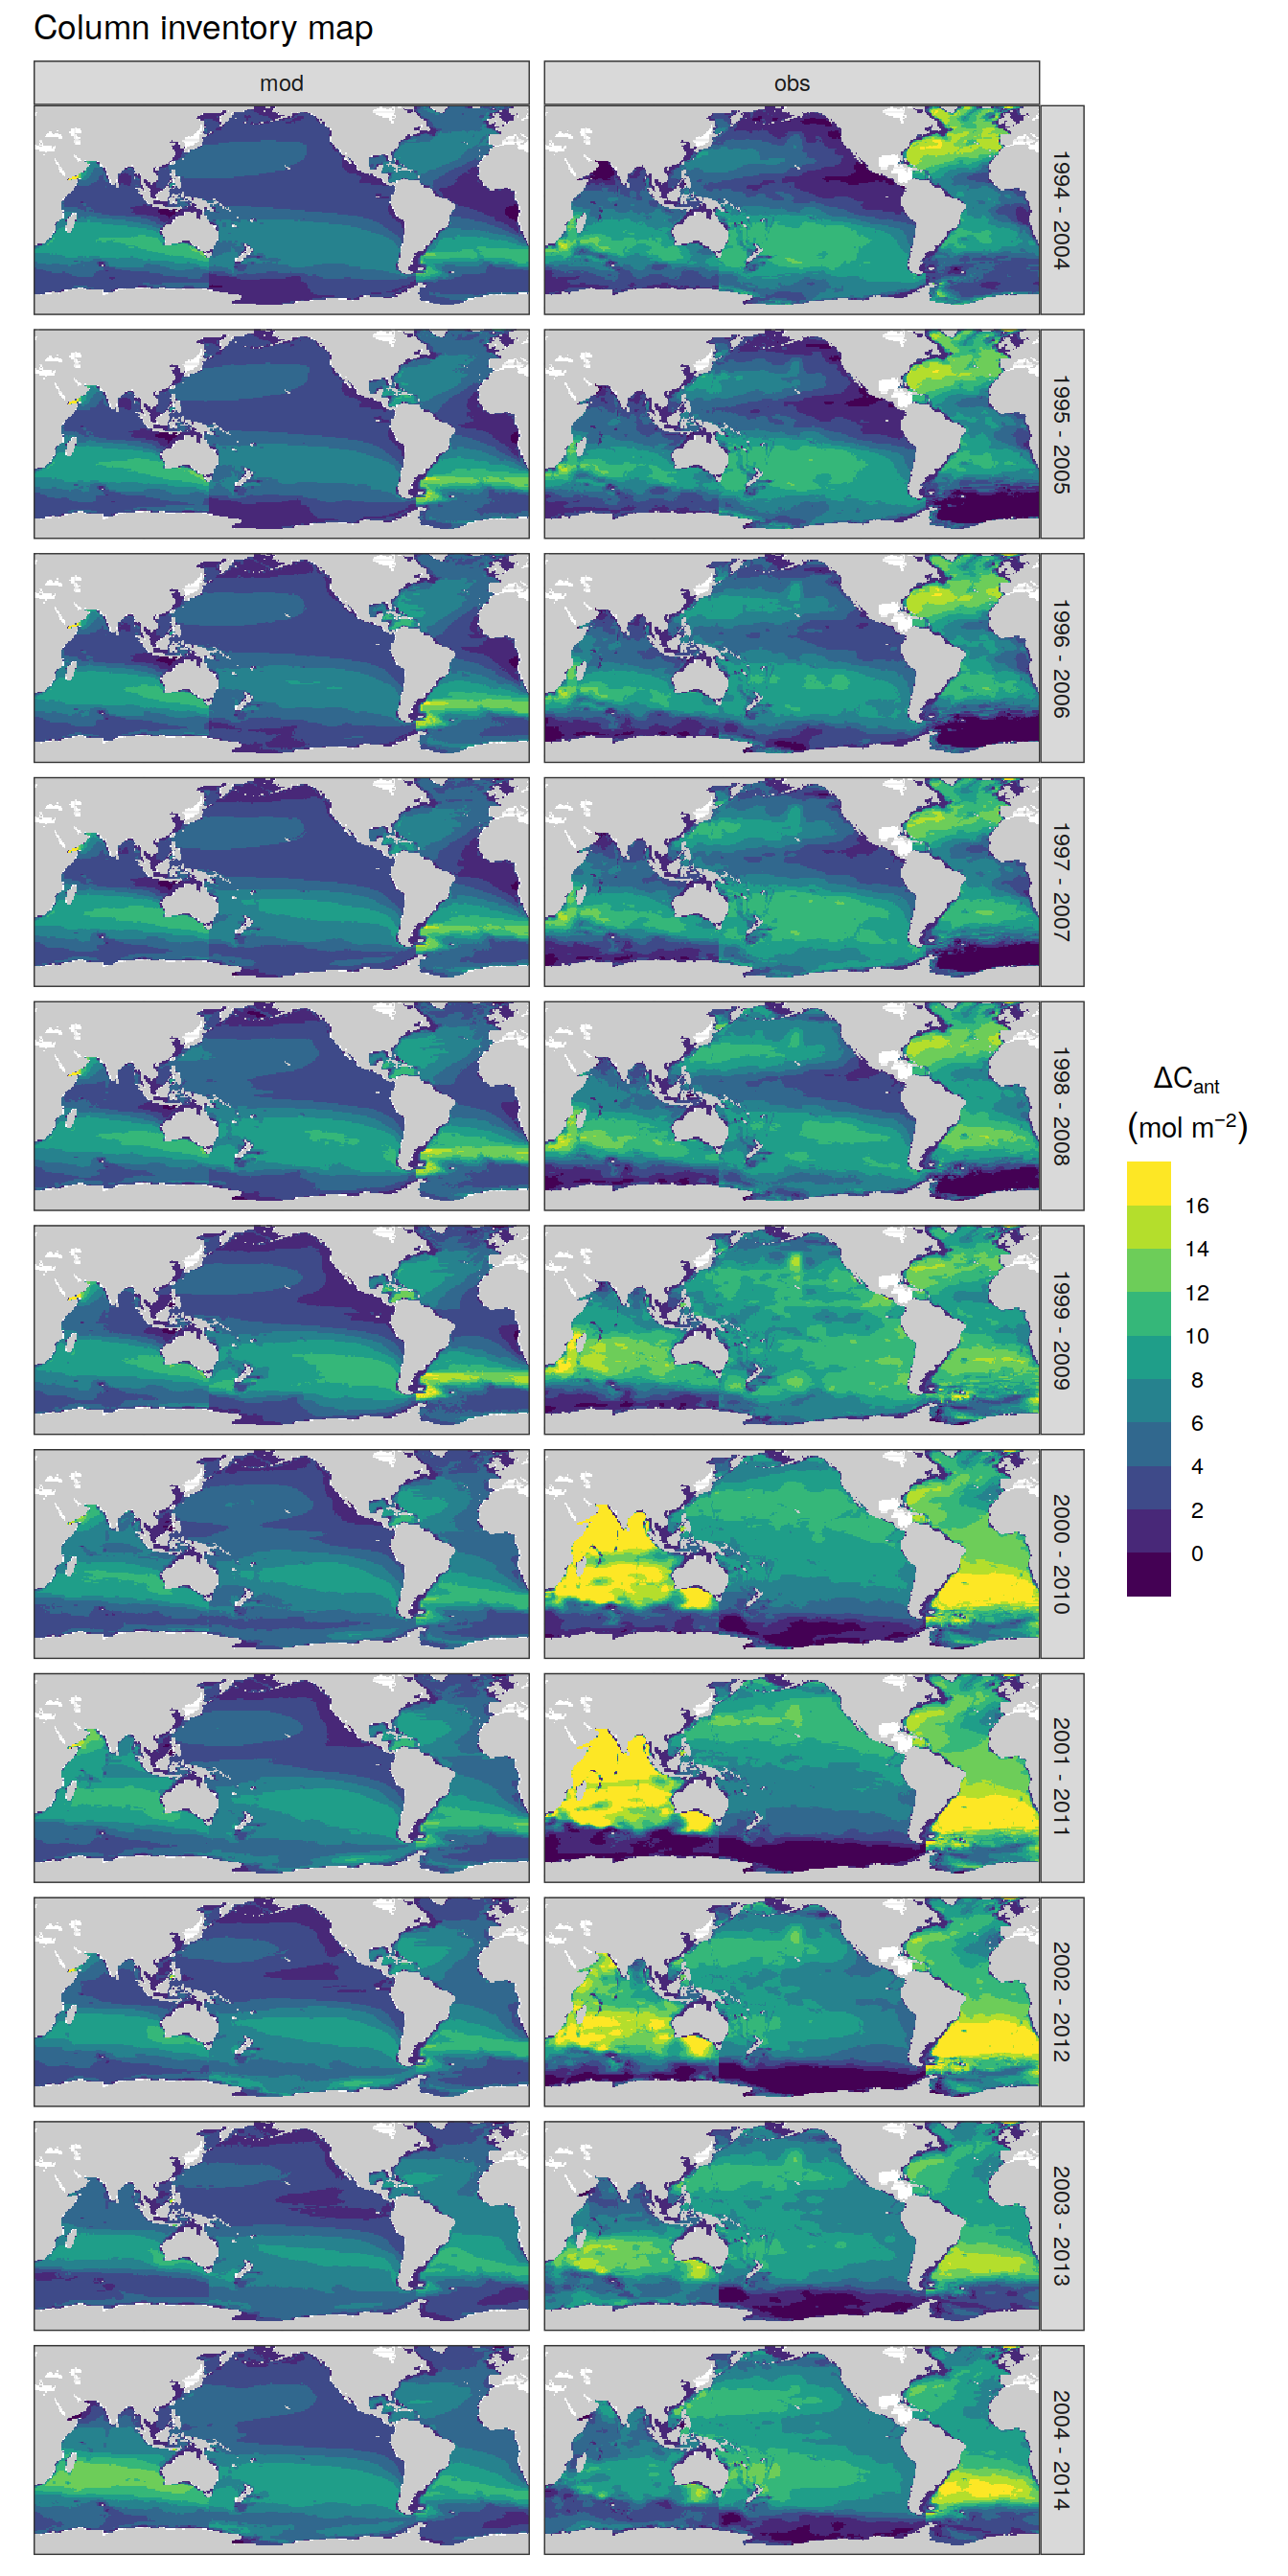 Column inventory map
mod
obs
1994 - 2004
1995 - 2005
1996 - 2006
1997 - 2007
1998 - 2008
1999 - 2009
2000 - 2010
2001 - 2011
2002 - 2012
2003 - 2013
2004 - 2014
ΔCant
(mol m−2)
16
14
12
10
8
6
4
2
0